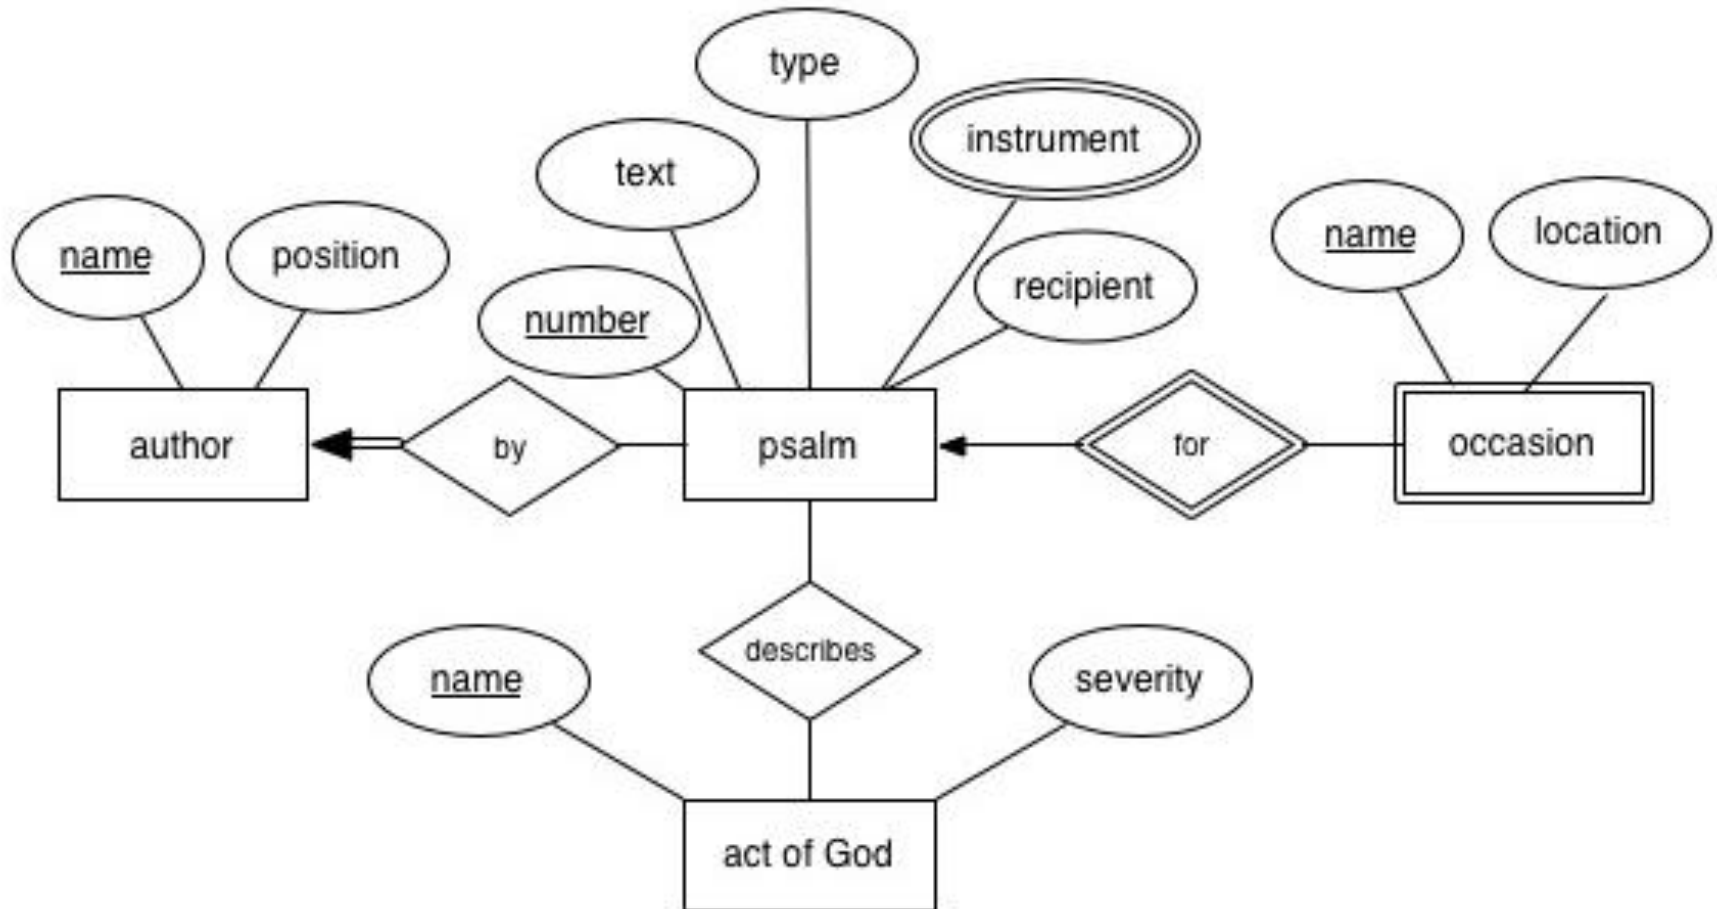 type
instrument
text
name
location
name
position
recipient
number
author
by
psalm
for
occasion
describes
name
severity
act of God